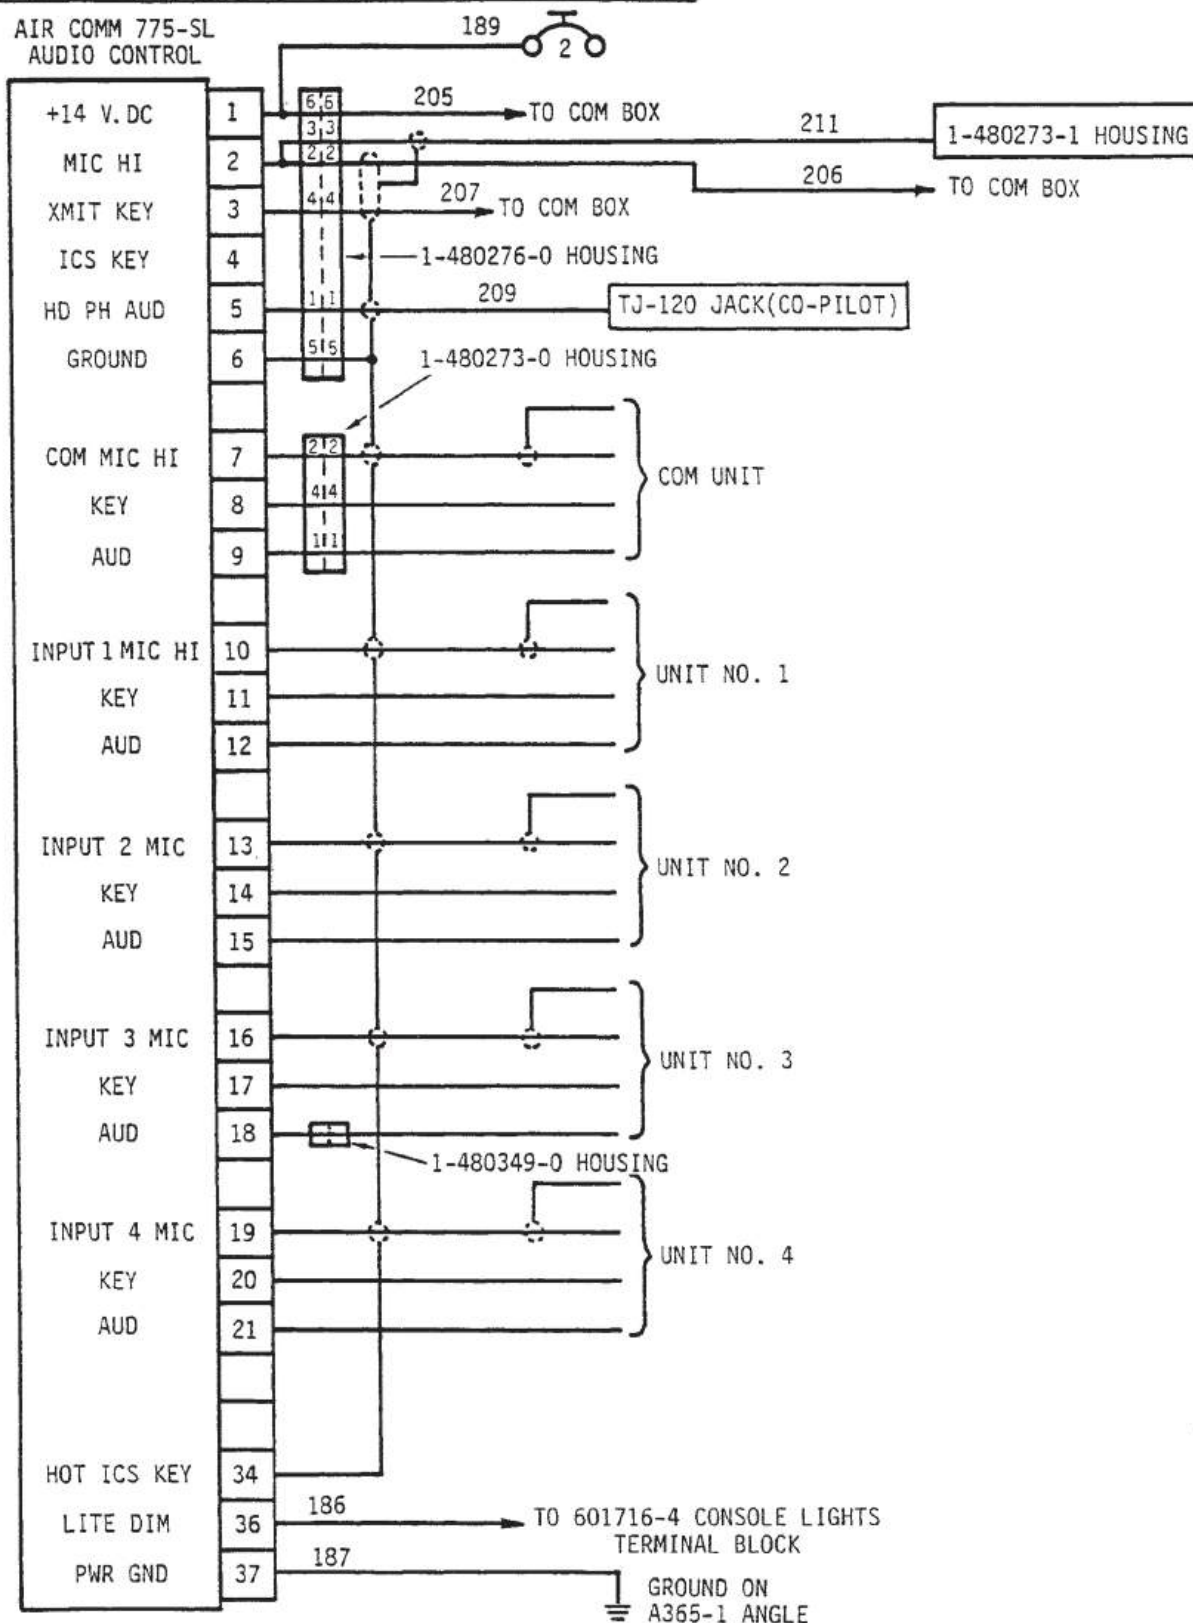 AIR COMM 775-SL
AUDIO CONTROL
189
2
+14 V.DC 1 6 6 205 TO COM BOX
3 3 211 1-480273-1 HOUSING
MIC HI 2 2 2 206 TO COM BOX
XMIT KEY 3 4 4 207 TO COM BOX
ICS KEY 4 1-480276-0 HOUSING
HD PH AUD 5 1 1 209 TJ-120 JACK(CO-PILOT)
GROUND 6 5 5 1-480273-0 HOUSING
COM MIC HI 7 2 2
COM UNIT
KEY 8 4 4
AUD 9 1 1
INPUT 1 MIC HI 10
UNIT NO. 1
KEY 11
AUD 12
INPUT 2 MIC 13
UNIT NO. 2
KEY 14
AUD 15
INPUT 3 MIC 16
UNIT NO. 3
KEY 17
AUD 18
1-480349-0 HOUSING
INPUT 4 MIC 19
UNIT NO. 4
KEY 20
AUD 21
HOT ICS KEY 34
LITE DIM 36 186 TO 601716-4 CONSOLE LIGHTS
TERMINAL BLOCK
PWR GND 37 187
GROUND ON
A365-1 ANGLE